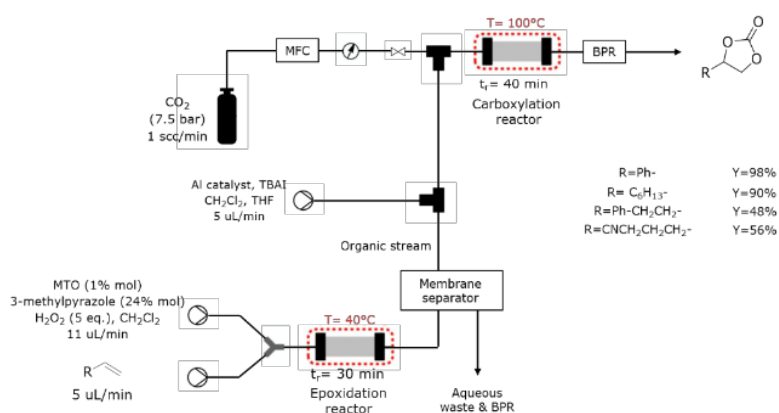 T= 100°C
MFC
BPR
O
O
O
R
tr= 40 min
Carboxylation
reactor
CO2
(7.5 bar)
1 scc/min
Al catalyst, TBAI
CH2Cl2, THF
5 uL/min
R=Ph- Y=98%
R= C6H13- Y=90%
R=Ph-CH2CH2- Y=48%
R=CNCH2CH2CH2- Y=56%
Organic stream
Membrane
separator
MTO (1% mol)
3-methylpyrazole (24% mol)
H2O2 (5 eq.), CH2Cl2
11 uL/min
T= 40°C
R
5 uL/min
tr= 30 min
Epoxidation
reactor
Aqueous
waste & BPR